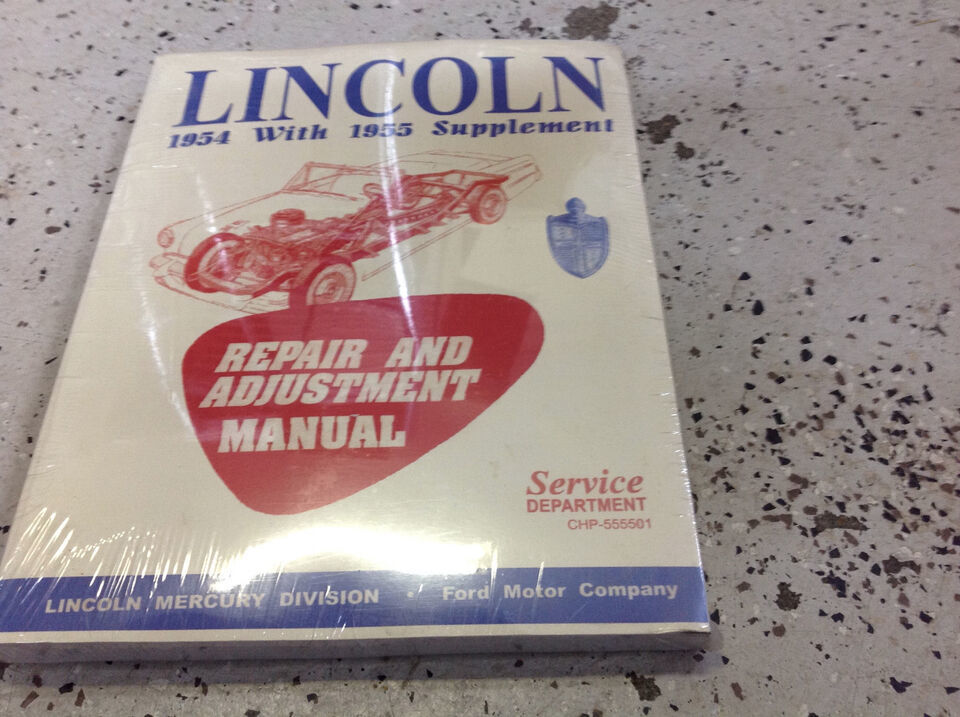 LINCOLN
1954 With 1955 Supplement
REPAIR AND
ADJUSTMENT
MANUAL
Service
DEPARTMENT
CHP-555501
LINCOLN MERCURY DIVISION • Ford Motor Company